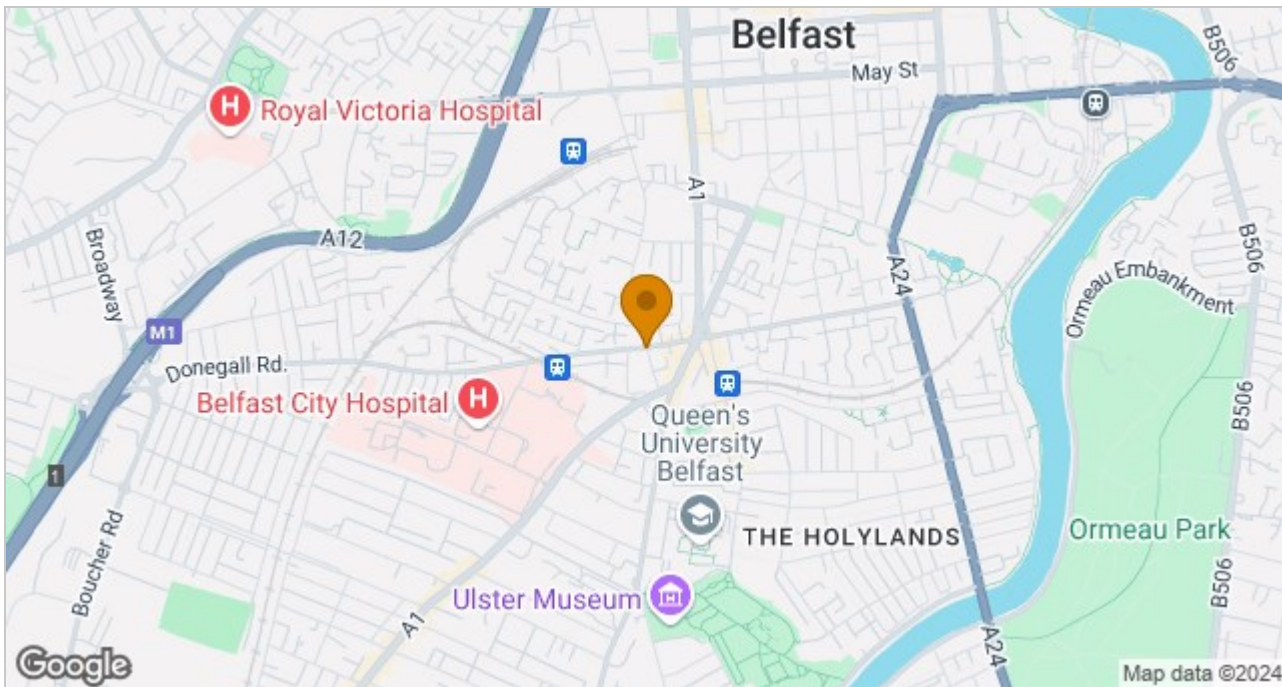 Belfast
B506
May St
H
Royal Victoria Hospital
A1
A12
Broadway
B506
A24
Ormeau Embankment
M1
Donegall Rd.
H
Belfast City Hospital
Queen's
University
Belfast
B506
1
THE HOLYLANDS
Ormeau Park
Boucher Rd
Ulster Museum
A1
B506
A24
Google
Map data ©2024